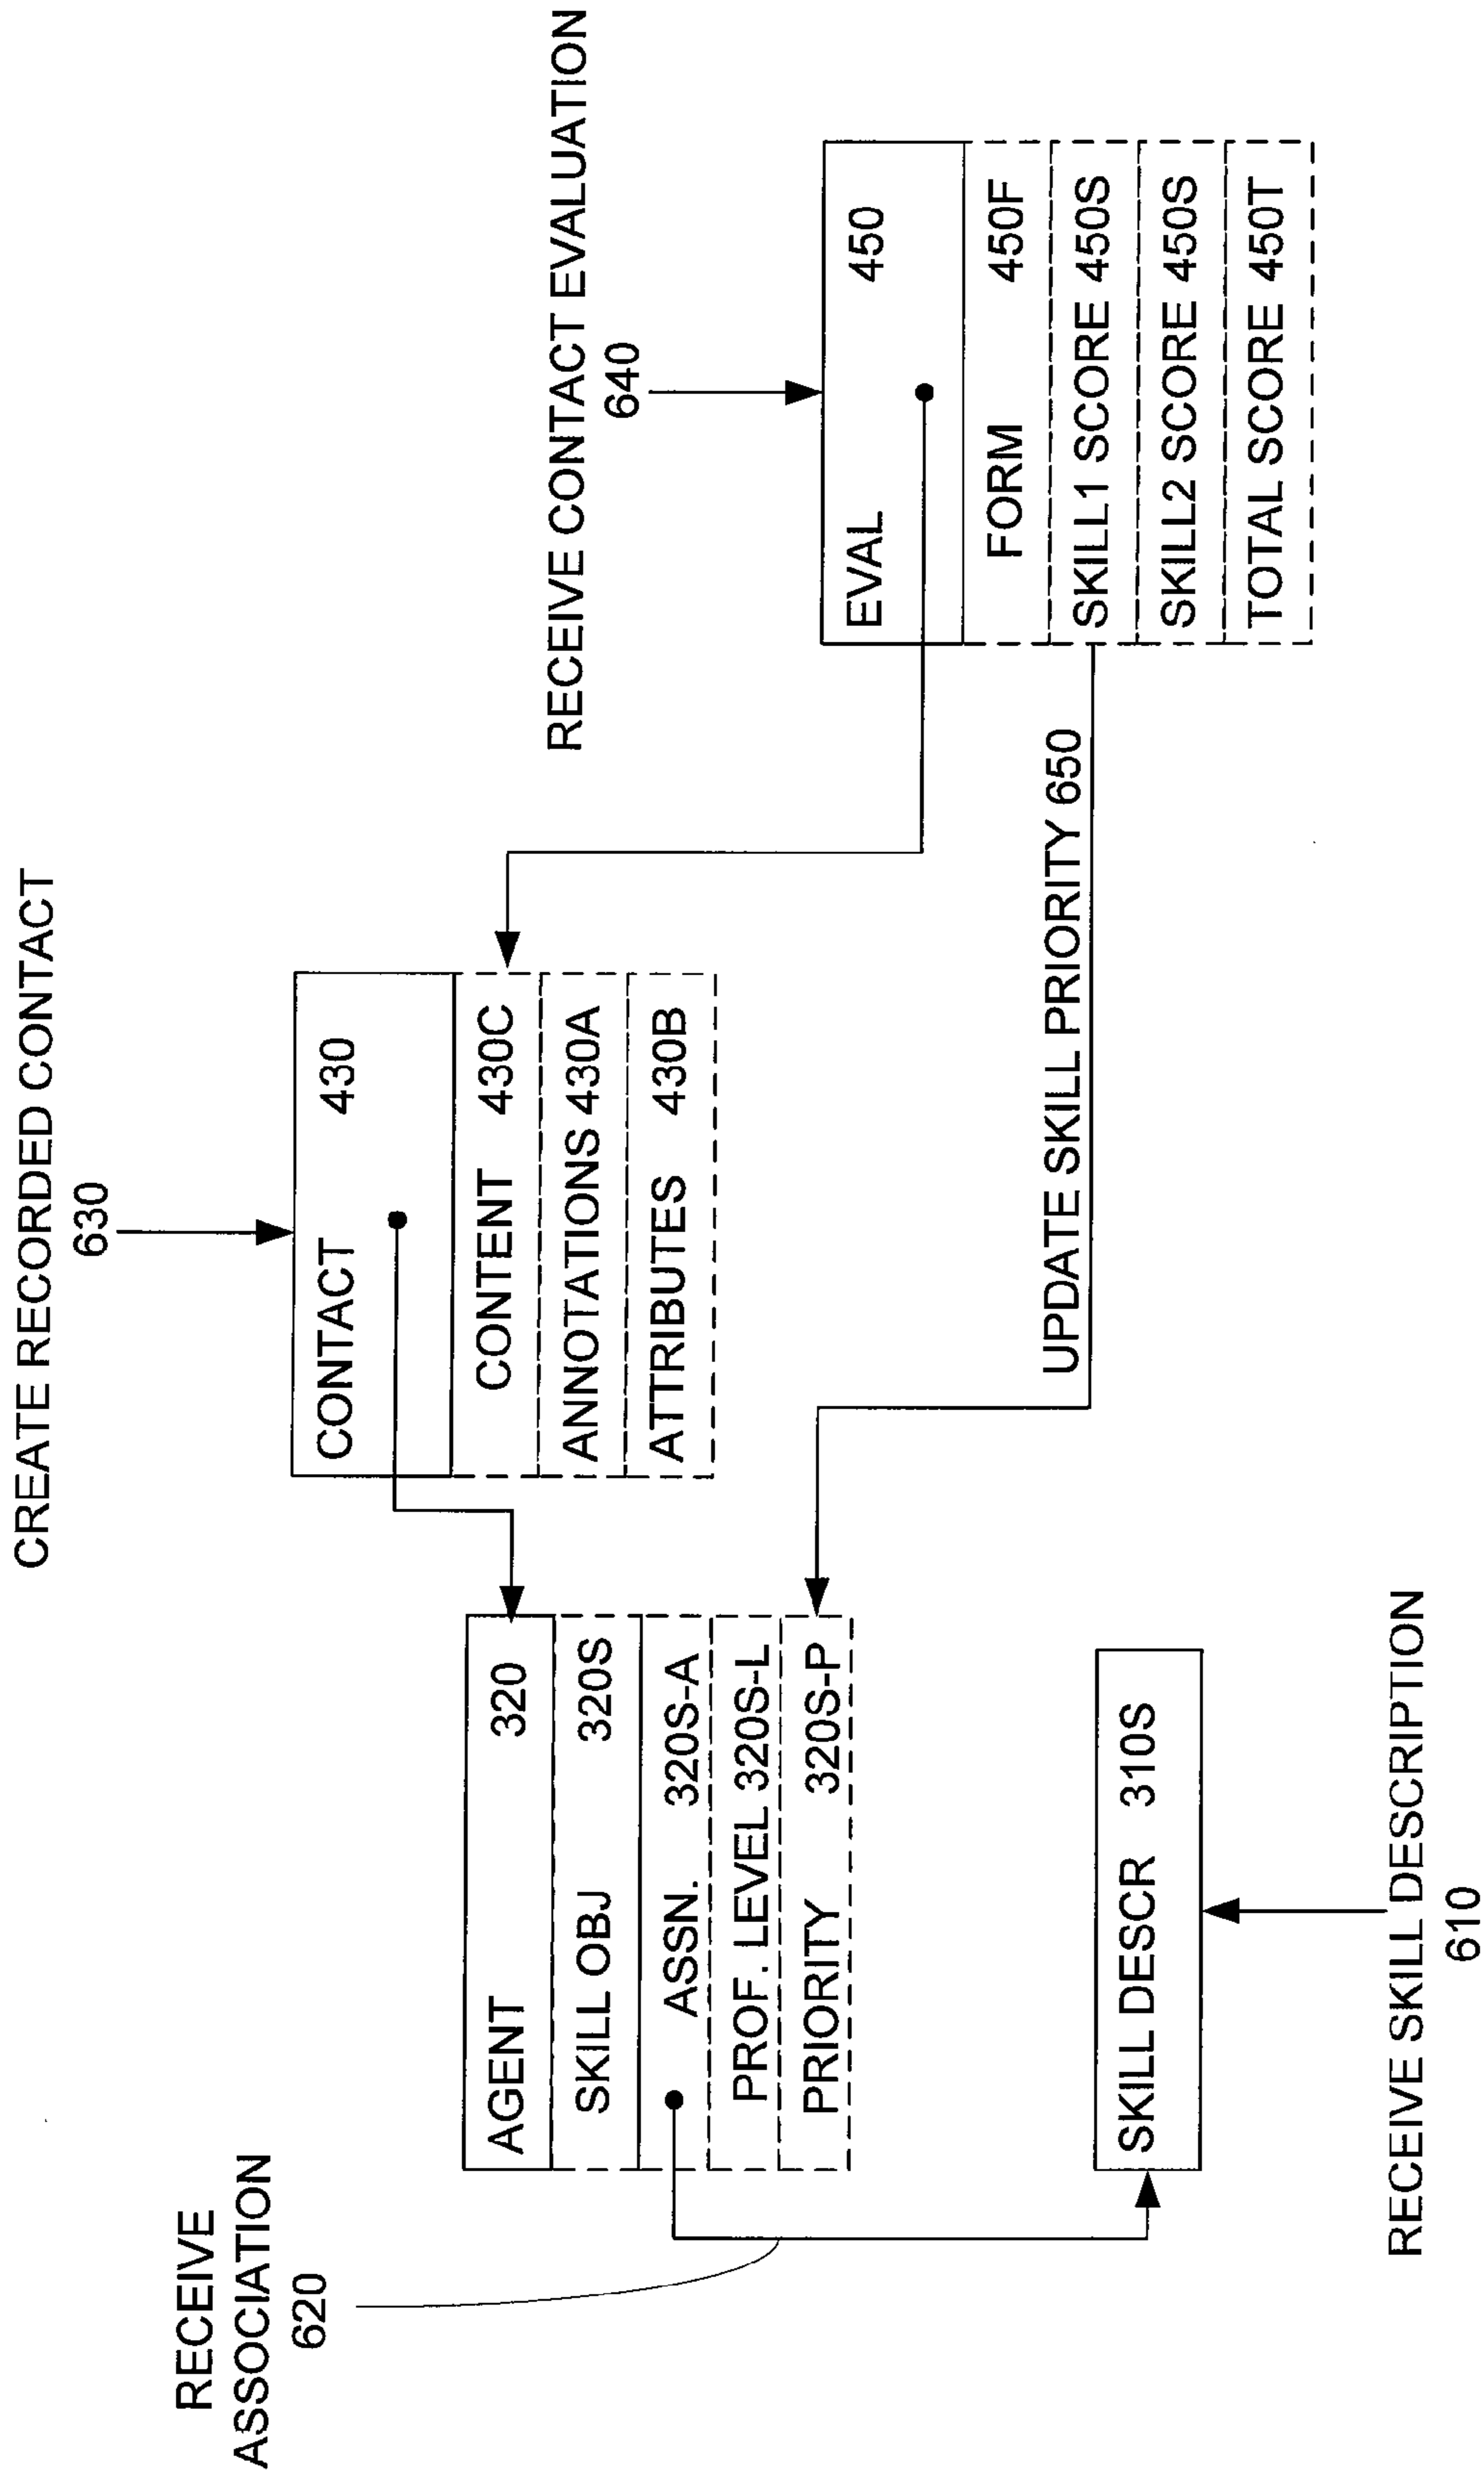 CREATE RECORDED CONTACT
630
RECEIVE
ASSOCIATION
620
AGENT 320
SKILL OBJ 320S
ASSN. 320S-A
PROF. LEVEL 320S-L
PRIORITY 320S-P
CONTACT 430
CONTENT 430C
ANNOTATIONS 430A
ATTRIBUTES 430B
RECEIVE CONTACT EVALUATION
640
EVAL 450
FORM 450F
SKILL1 SCORE 450S
SKILL2 SCORE 450S
TOTAL SCORE 450T
UPDATE SKILL PRIORITY 650
SKILL DESCR 310S
RECEIVE SKILL DESCRIPTION
610